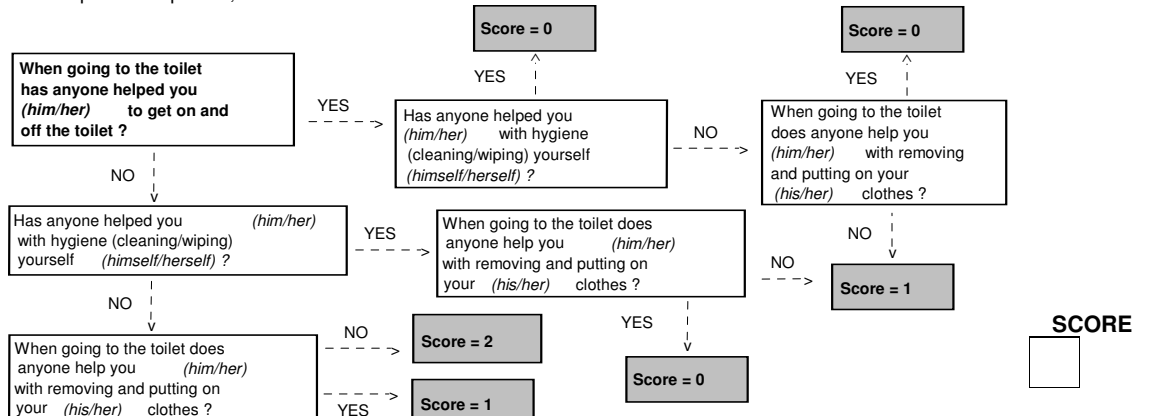 Score = 0
Score = 0
When going to the toilet
has anyone helped you
(him/her) to get on and
off the toilet ?
YES
YES
YES
Has anyone helped you
(him/her) with hygiene
(cleaning/wiping) yourself
(himself/herself) ?
NO
When going to the toilet
does anyone help you
(him/her) with removing
and putting on your
(his/her) clothes ?
NO
Has anyone helped you (him/her)
with hygiene (cleaning/wiping)
yourself (himself/herself) ?
YES
When going to the toilet does
anyone help you (him/her)
with removing and putting on
your (his/her) clothes ?
NO
NO
Score = 1
NO
YES
Score = 0
When going to the toilet does
anyone help you (him/her)
with removing and putting on
your (his/her) clothes ?
NO
Score = 2
YES
Score = 1
SCORE